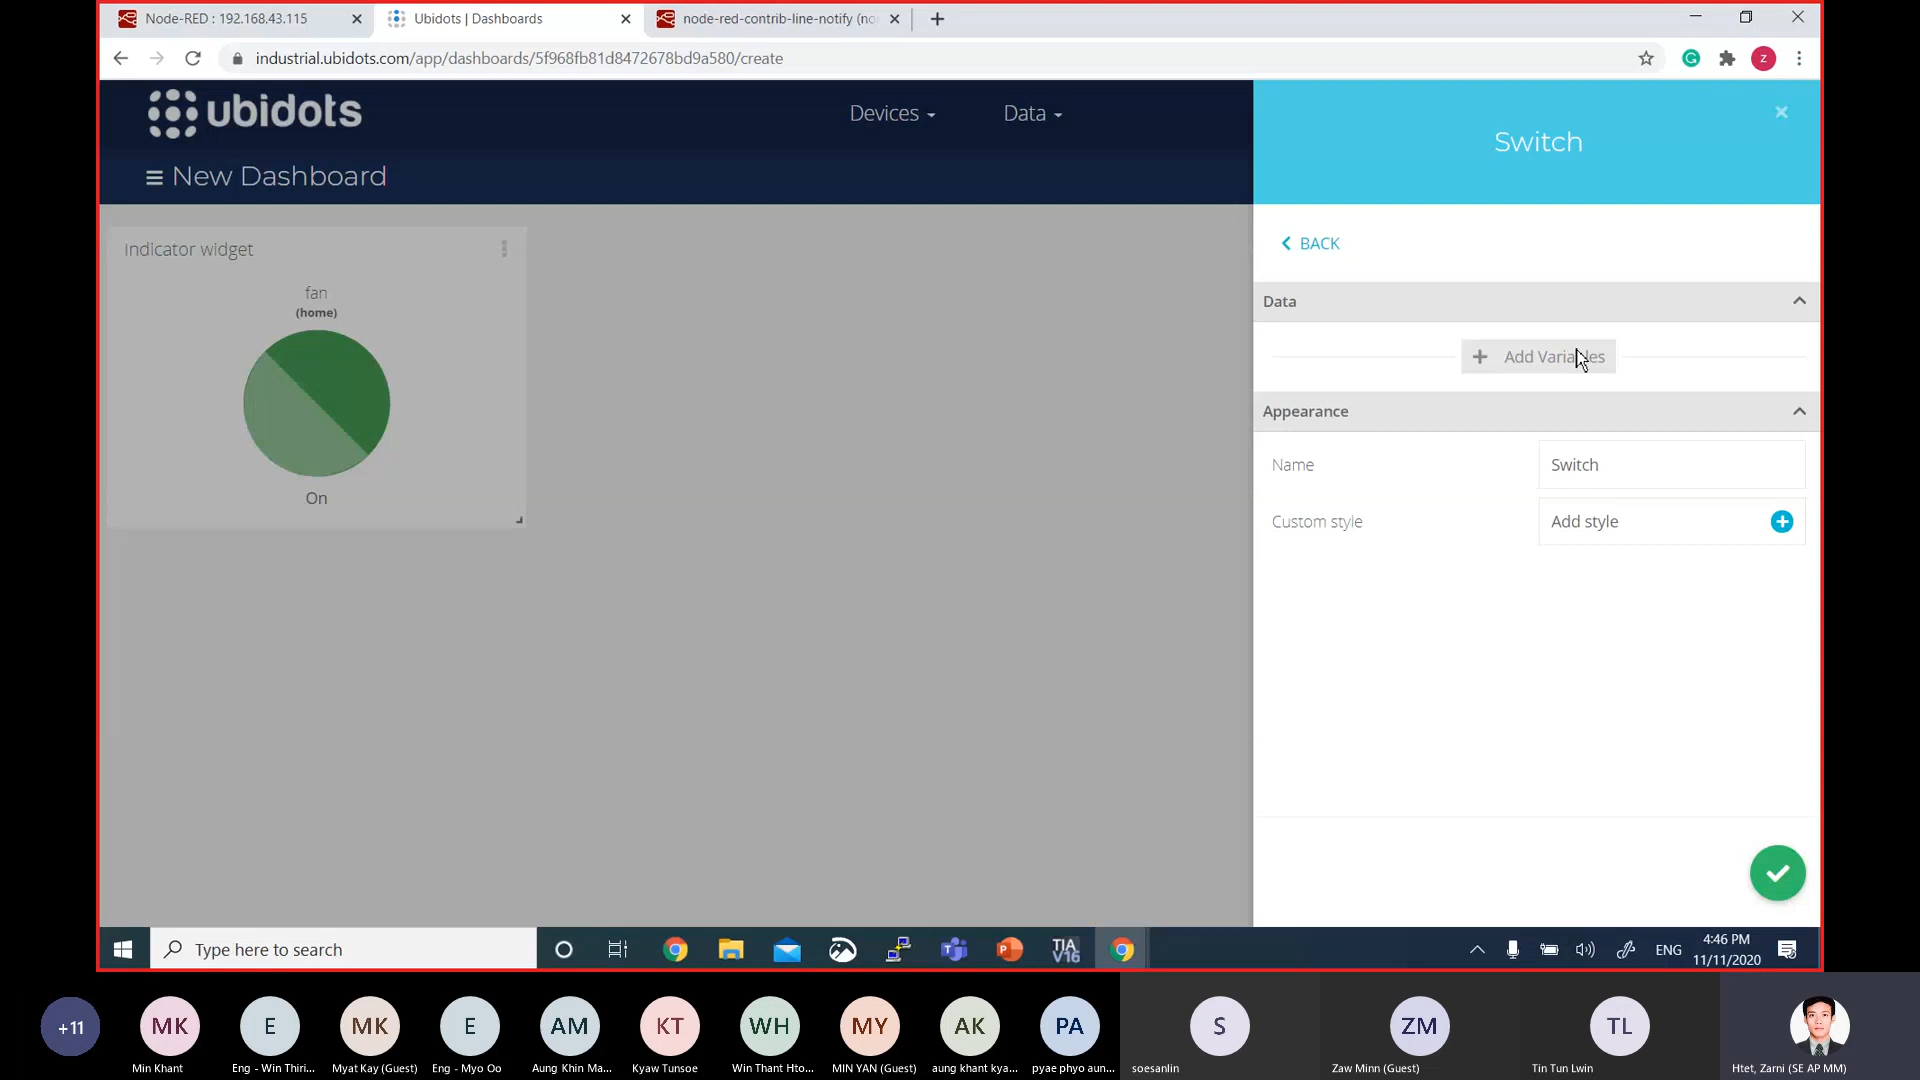 Node-RED : 192.168.43.115
Ubidots | Dashboards
node-red-contrib-line-notify (no
industrial.ubidots.com/app/dashboards/5f968fb81d8472678bd9a580/create
G
Z
ubidots
Devices
Data
Switch
New Dashboard
BACK
Indicator widget
fan
(home)
On
Data
Add Variables
Appearance
Name
Switch
Custom style
Add style
Type here to search
TIA
V16
ENG
4:46 PM
11/11/2020
+11
MK
E
MK
E
AM
KT
WH
MY
AK
PA
S
ZM
TL
Min Khant
Eng - Win Thiri...
Myat Kay (Guest)
Eng - Myo Oo
Aung Khin Ma...
Kyaw Tunsoe
Win Thant Hto...
MIN YAN (Guest)
aung khant kya...
pyae phyo aun...
soesanlin
Zaw Minn (Guest)
Tin Tun Lwin
Htet, Zarni (SE AP MM)